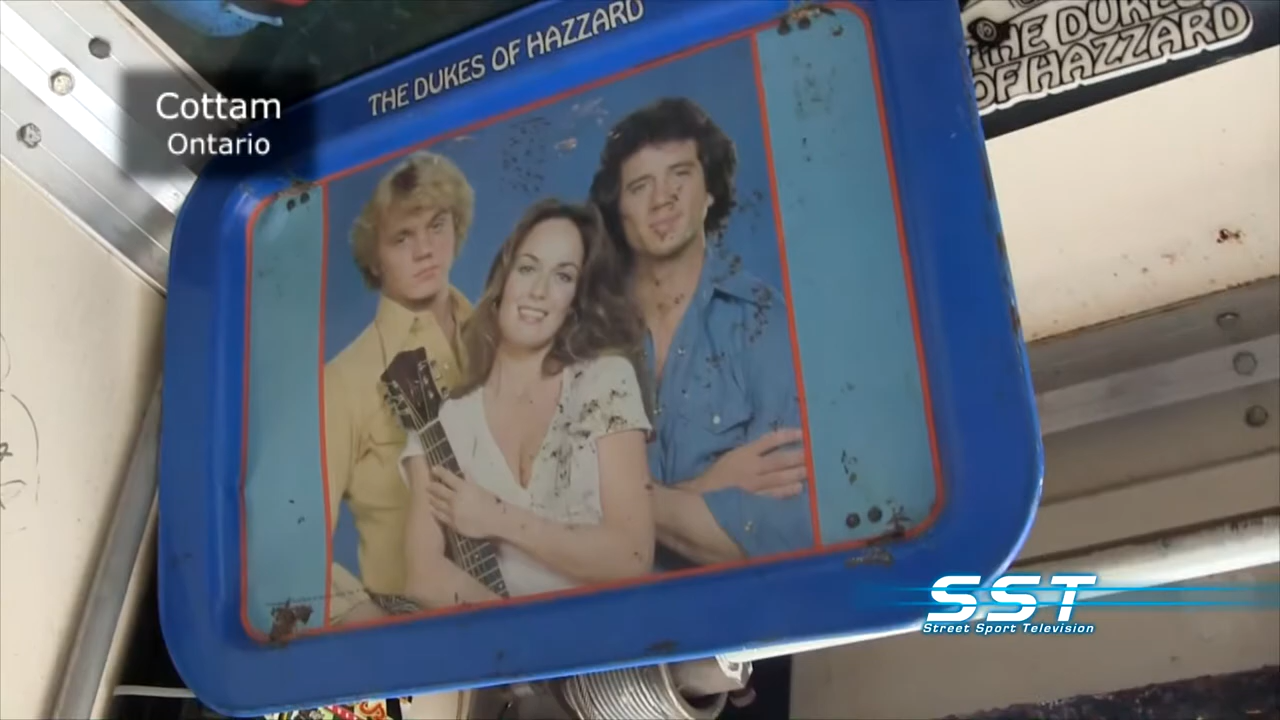 THE DUKES OF HAZZARD
THE DUKES
OF HAZZARD
Cottam
Ontario
SST
Street Sport Television